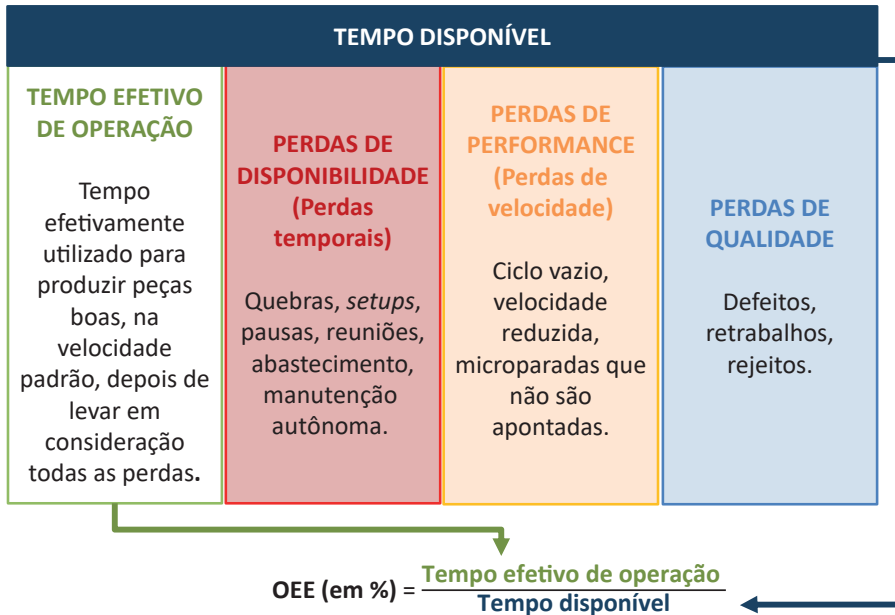 TEMPO DISPONÍVEL
TEMPO EFETIVO
DE OPERAÇÃO
Tempo
efetivamente
utilizado para
produzir peças
boas, na
velocidade
padrão, depois de
levar em
consideração
todas as perdas.
PERDAS DE
DISPONIBILIDADE
(Perdas
temporais)
Quebras, setups,
pausas, reuniões,
abastecimento,
manutenção
autônoma.
PERDAS DE
PERFORMANCE
(Perdas de
velocidade)
Ciclo vazio,
velocidade
reduzida,
microparadas que
não são
apontadas.
PERDAS DE
QUALIDADE
Defeitos,
retrabalhos,
rejeitos.
OEE (em %) = Tempo efetivo de operação
Tempo disponível